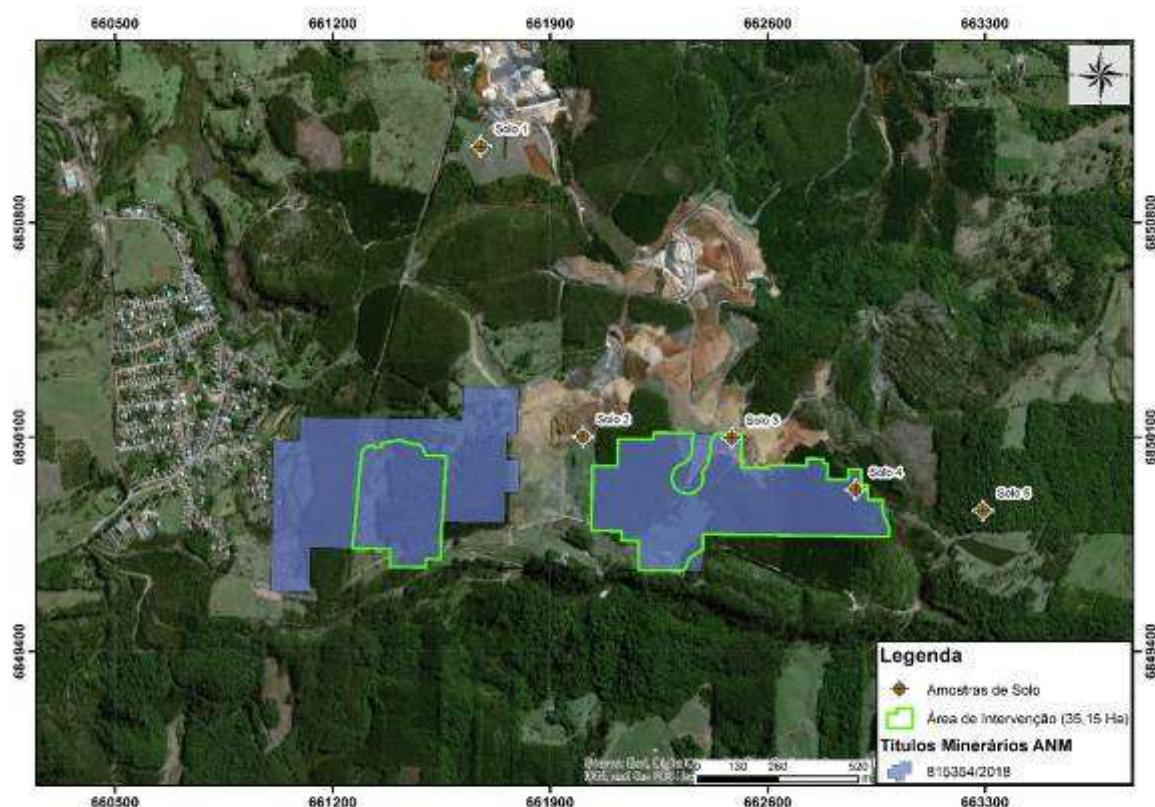 660500 661200 661900 662600 663300
Solo 1
6850800 6850800
Solo 2
Solo 3
6850100 6850100
Solo 4
Solo 5
6849400 6849400
Legenda
Amostras de Solo
Área de Intervenção (35,15 Ha)
Títulos Minerários ANM
815354/2018
0 130 260 520
660500 661200 661900 662600 663300